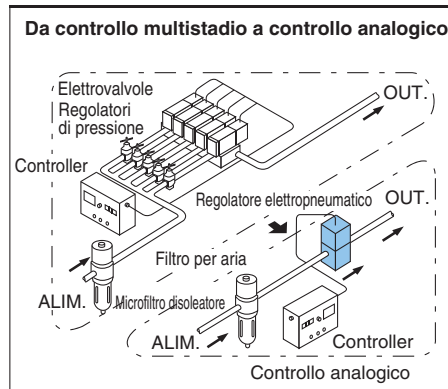 Da controllo multistadio a controllo analogico
Elettrovalvole
Regolatori
di pressione
OUT.
Controller
Regolatore elettropneumatico
OUT.
Filtro per aria
ALIM.
Microfiltro disoleatore
ALIM.
Controller
Controllo analogico